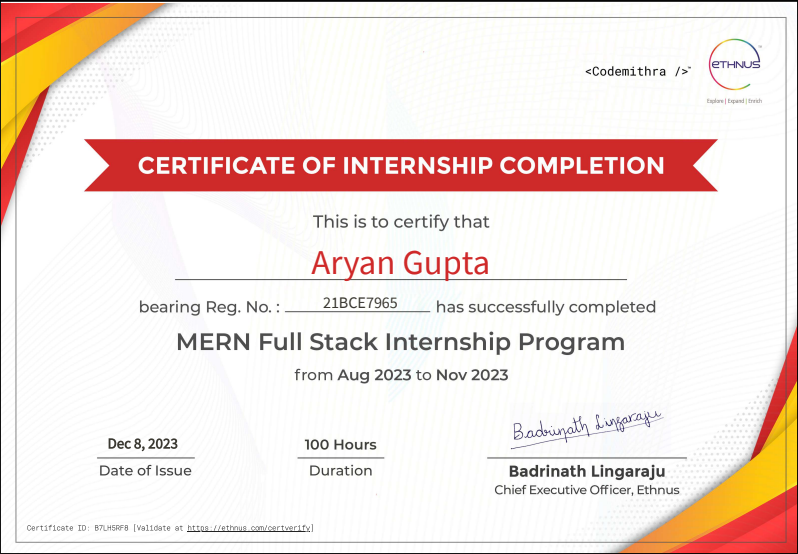 <Codemithra />™
eTHNUS™
Explore | Expand | Enrich
CERTIFICATE OF INTERNSHIP COMPLETION
This is to certify that
Aryan Gupta
bearing Reg. No. : 21BCE7965 has successfully completed
MERN Full Stack Internship Program
from Aug 2023 to Nov 2023
Badrinath Lingaraju
Dec 8, 2023
Date of Issue
100 Hours
Duration
Badrinath Lingaraju
Chief Executive Officer, Ethnus
Certificate ID: B7LH5RF8 [Validate at https://ethnus.com/certverify]